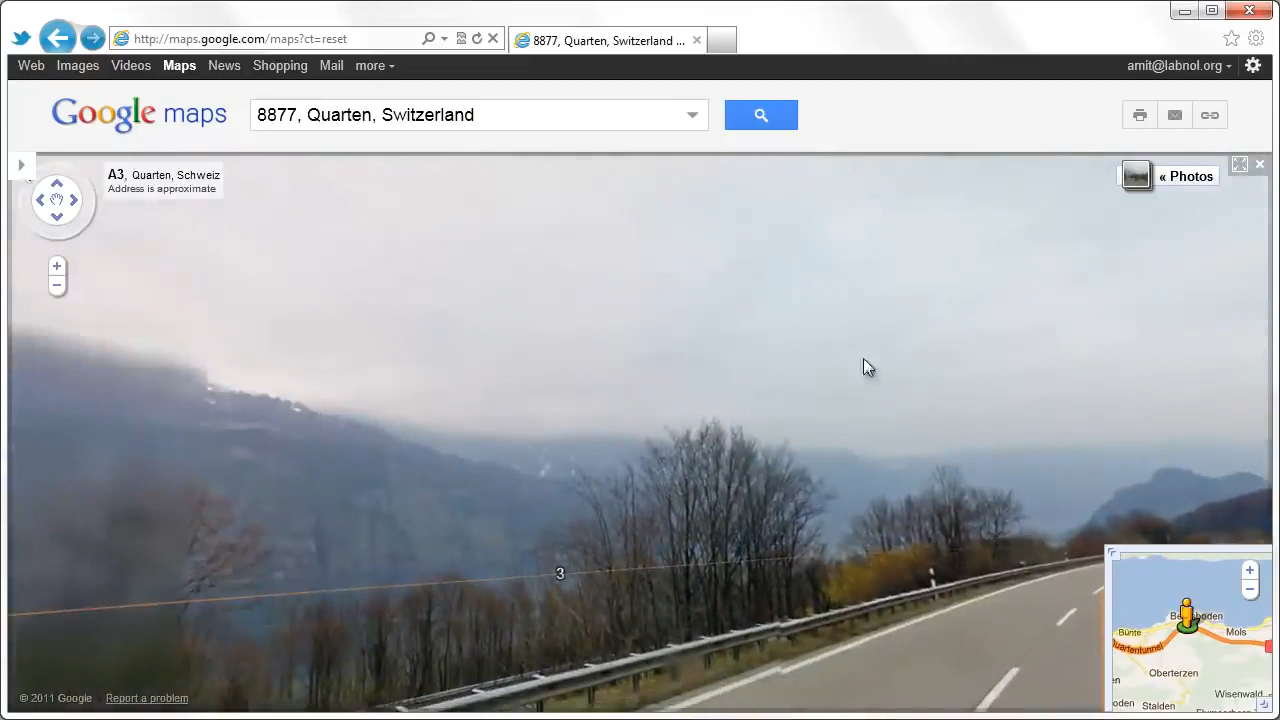 http://maps.google.com/maps?ct=reset
8877, Quarten, Switzerland ...
Web Images Videos Maps News Shopping Mail more
amit@labnol.org
Google maps
8877, Quarten, Switzerland
A3, Quarten, Schweiz
Address is approximate
« Photos
3
Mols
Bünte
Oberterzen
Wisenwald
Stalden
© 2011 Google Report a problem